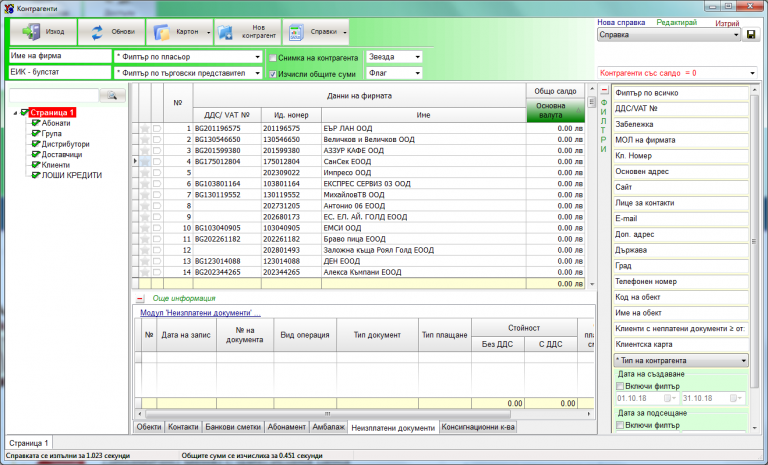 Контрагенти
Изход
Обнови
Картон
Нов контрагент
Справки
Нова справка
Редактирай
Изтрий
Справка
Име на фирма
* Филтър по пласьор
Снимка на контрагента
Звезда
ЕИК - булстат
* Филтър по търговски представител
Изчисли общите суми
Флаг
Контрагенти със салдо = 0
Страница 1
Абонати
Група
Дистрибутори
Доставчици
Клиенти
ЛОШИ КРЕДИТИ
№
Данни на фирмата
Общо салдо
ДДС/ VAT №
Ид. номер
Име
Основна валута
1 BG201196575 201196575 ЕЪР ЛАН ООД 0.00 лв
2 BG130546650 130546650 Величков и Величков ООД 0.00 лв
3 BG201599380 201599380 АЗЗУР КАФЕ ООД 0.00 лв
4 BG175012804 175012804 СанСек ЕООД 0.00 лв
5 202309022 Импресо ООД 0.00 лв
6 BG103801164 103801164 ЕКСПРЕС СЕРВИЗ 03 ООД 0.00 лв
7 BG130119552 130119552 МихайловТВ ООД 0.00 лв
8 202731205 Антонио 06 ЕООД 0.00 лв
9 202680173 ЕС. ЕЛ. АЙ. ГОЛД ЕООД 0.00 лв
10 BG103040905 103040905 ЕМСИ ООД 0.00 лв
11 BG202261182 202261182 Браво пица ЕООД 0.00 лв
12 202801493 Заложна къща Роял Голд ЕООД 0.00 лв
13 BG123014088 123014088 ДЕН ЕООД 0.00 лв
14 BG202344265 202344265 Алекса Къмпани ЕООД 0.00 лв
0.00 лв
Още информация
Модул 'Неизплатени документи' ...
№
Дата на запис
№ на документа
Вид операция
Тип документ
Тип плащане
Стойност
Без ДДС
С ДДС
0.00
0.00
Обекти
Контакти
Банкови сметки
Абонамент
Амбалаж
Неизплатени документи
Консигнационни к-ва
ФИЛТРИ
Филтър по всичко
ДДС/VAT №
Забележка
МОЛ на фирмата
Кл. Номер
Основен адрес
Сайт
Лице за контакти
E-mail
Доп. адрес
Държава
Град
Телефонен номер
Код на обект
Име на обект
Клиенти с неплатени документи ≥ от:
Клиентска карта
* Тип на контрагента
Дата на създаване
Включи филтър
01.10.18
31.10.18
Дата за подсещане
Включи филтър
Страница 1
Справката се изпълни за 1.023 секунди
Общите суми се изчислиха за 0.451 секунди